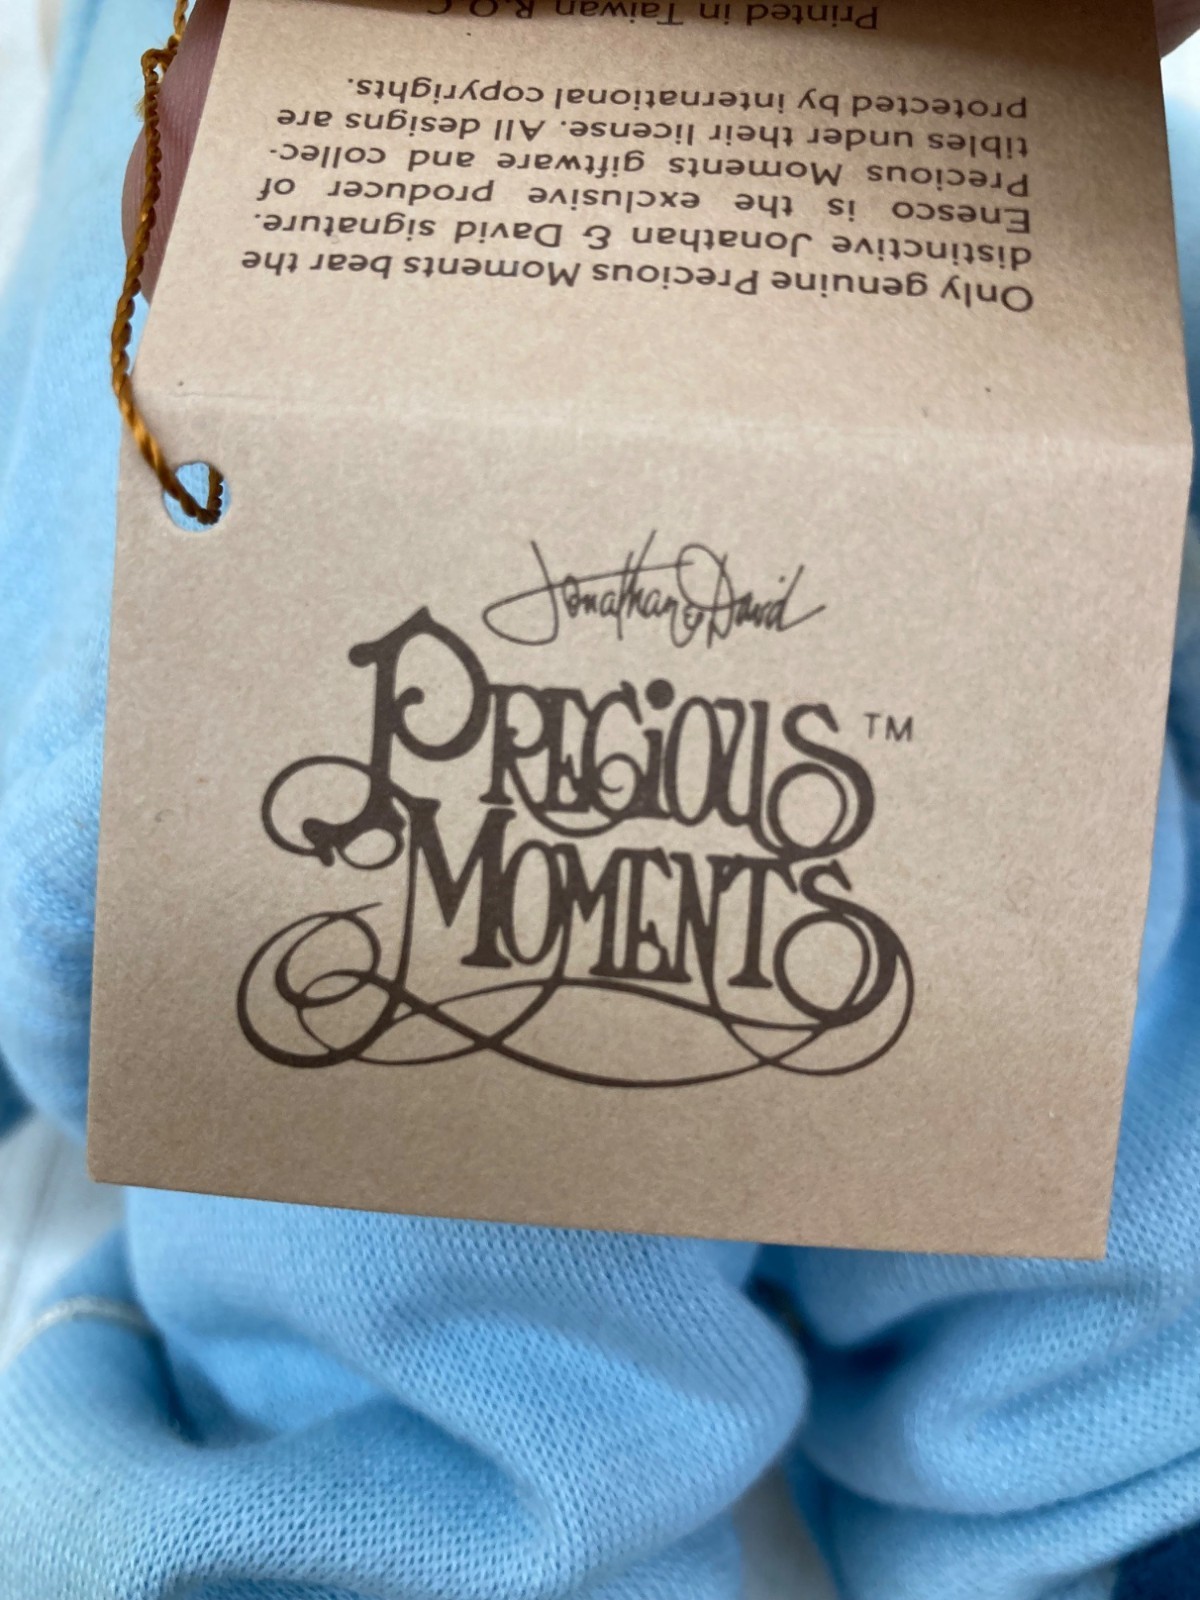 Only genuine Precious Moments bear the
distinctive Jonathan & David signature.
Enesco is the exclusive producer of
Precious Moments giftware and collec-
tibles under their license. All designs are
protected by international copyrights.
Printed in Taiwan R.O.C.
Jonathan & David
PRECIOUS TM
MOMENTS